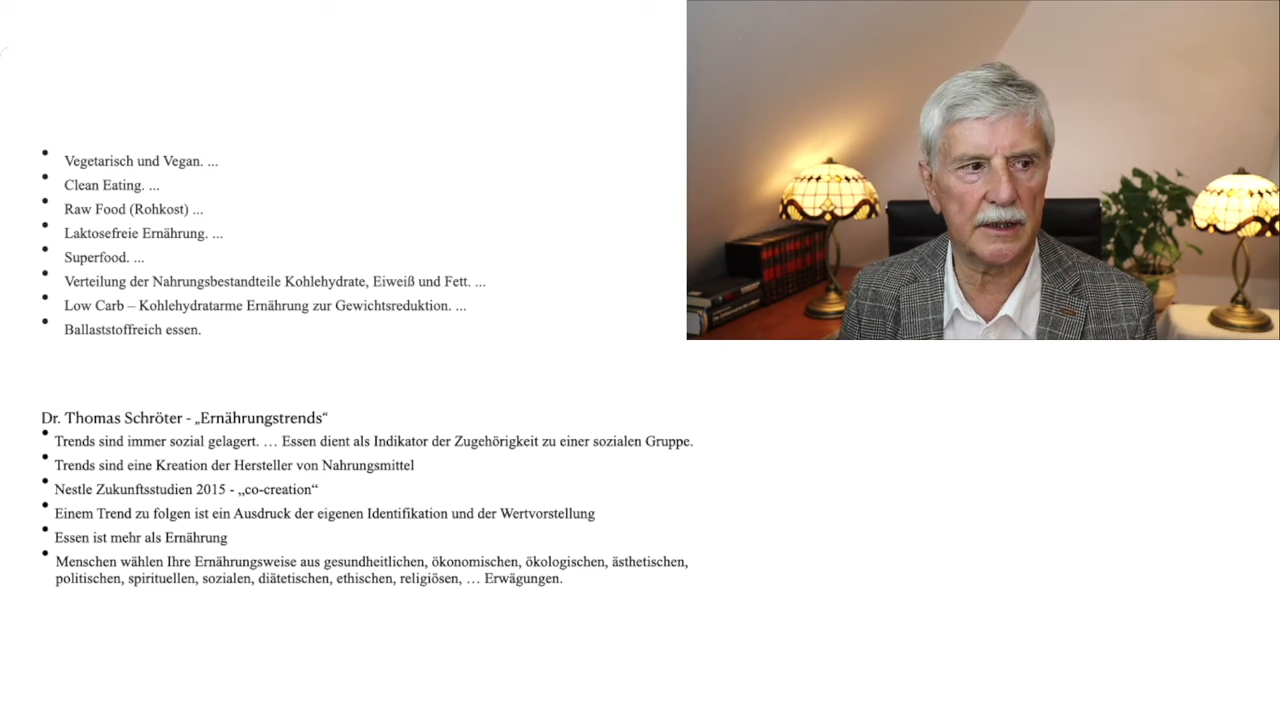 Vegetarisch und Vegan. ...
Clean Eating. ...
Raw Food (Rohkost) ...
Laktosefreie Ernährung. ...
Superfood. ...
Verteilung der Nahrungsbestandteile Kohlehydrate, Eiweiß und Fett. ...
Low Carb – Kohlehydratarme Ernährung zur Gewichtsreduktion. ...
Ballaststoffreich essen.
Dr. Thomas Schröter - „Ernährungstrends“
Trends sind immer sozial gelagert. … Essen dient als Indikator der Zugehörigkeit zu einer sozialen Gruppe.
Trends sind eine Kreation der Hersteller von Nahrungsmittel
Nestle Zukunftsstudien 2015 - „co-creation“
Einem Trend zu folgen ist ein Ausdruck der eigenen Identifikation und der Wertvorstellung
Essen ist mehr als Ernährung
Menschen wählen Ihre Ernährungsweise aus gesundheitlichen, ökonomischen, ökologischen, ästhetischen,
politischen, spirituellen, sozialen, diätetischen, ethischen, religiösen, … Erwägungen.